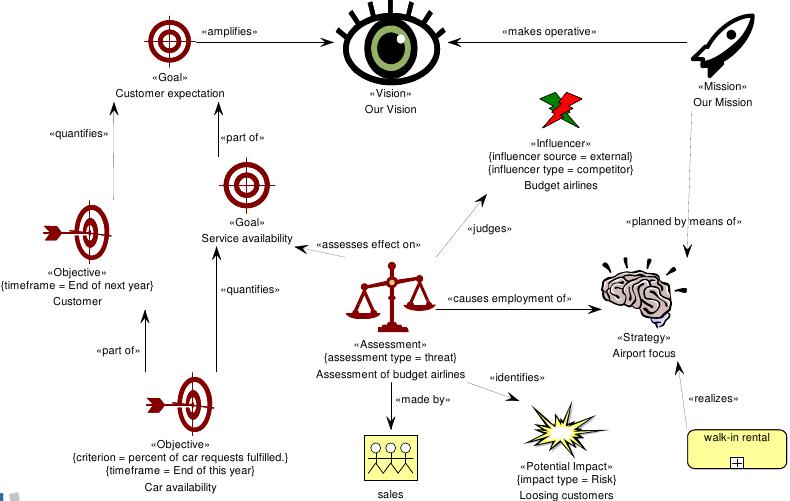 «amplifies»
«makes operative»
«Goal»
Customer expectation
«Vision»
Our Vision
«Mission»
Our Mission
«quantifies»
«part of»
«Influencer»
{influencer source = external}
{influencer type = competitor}
Budget airlines
«Goal»
Service availability
«judges»
«planned by means of»
«assesses effect on»
«Objective»
{timeframe = End of next year}
Customer
«quantifies»
«causes employment of»
«Strategy»
Airport focus
«part of»
«Assessment»
{assessment type = threat}
Assessment of budget airlines
«identifies»
«made by»
«realizes»
«Objective»
{criterion = percent of car requests fulfilled.}
{timeframe = End of this year}
Car availability
walk-in rental
sales
«Potential Impact»
{impact type = Risk}
Loosing customers